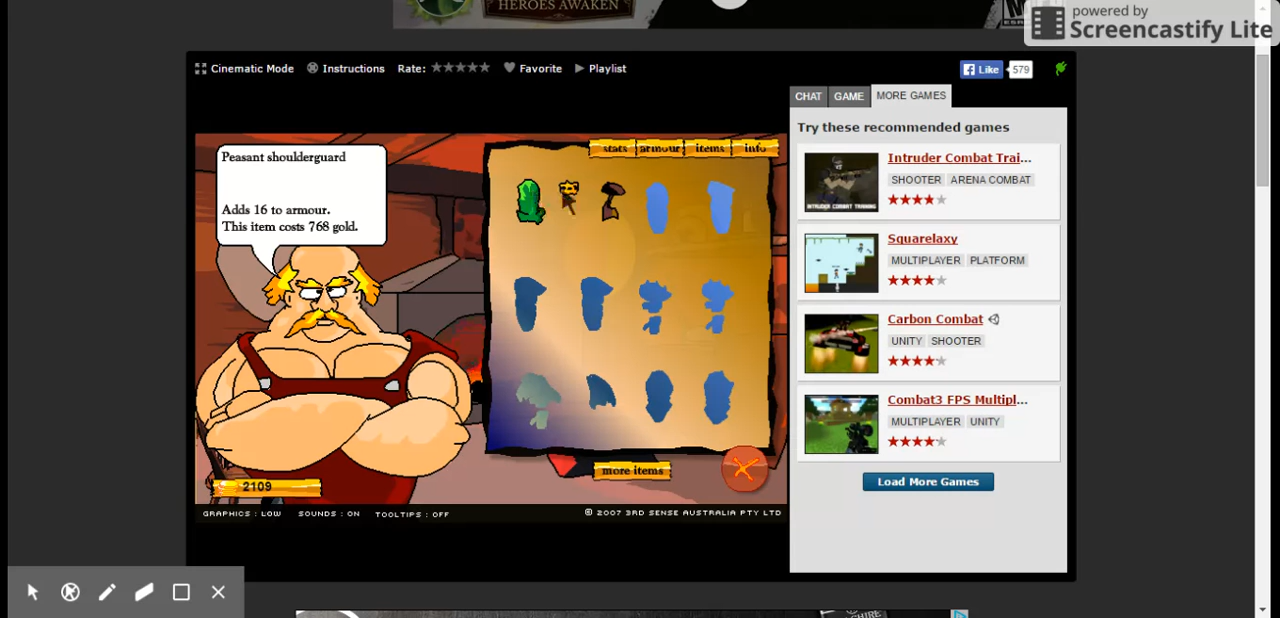 HEROES AWAKEN
powered by
Screencastify Lite
Cinematic Mode
Instructions
Rate:
Favorite
Playlist
Like
579
CHAT
GAME
MORE GAMES
Try these recommended games
Peasant shoulderguard
Adds 16 to armour.
This item costs 768 gold.
stats
armour
items
info
Intruder Combat Trai...
SHOOTER
ARENA COMBAT
INTRUDER COMBAT TRAINING
Squarelaxy
MULTIPLAYER
PLATFORM
Carbon Combat
UNITY
SHOOTER
Combat3 FPS Multipl...
MULTIPLAYER
UNITY
more items
Load More Games
2109
GRAPHICS : LOW
SOUNDS : ON
TOOLTIPS : OFF
© 2007 3RD SENSE AUSTRALIA PTY LTD